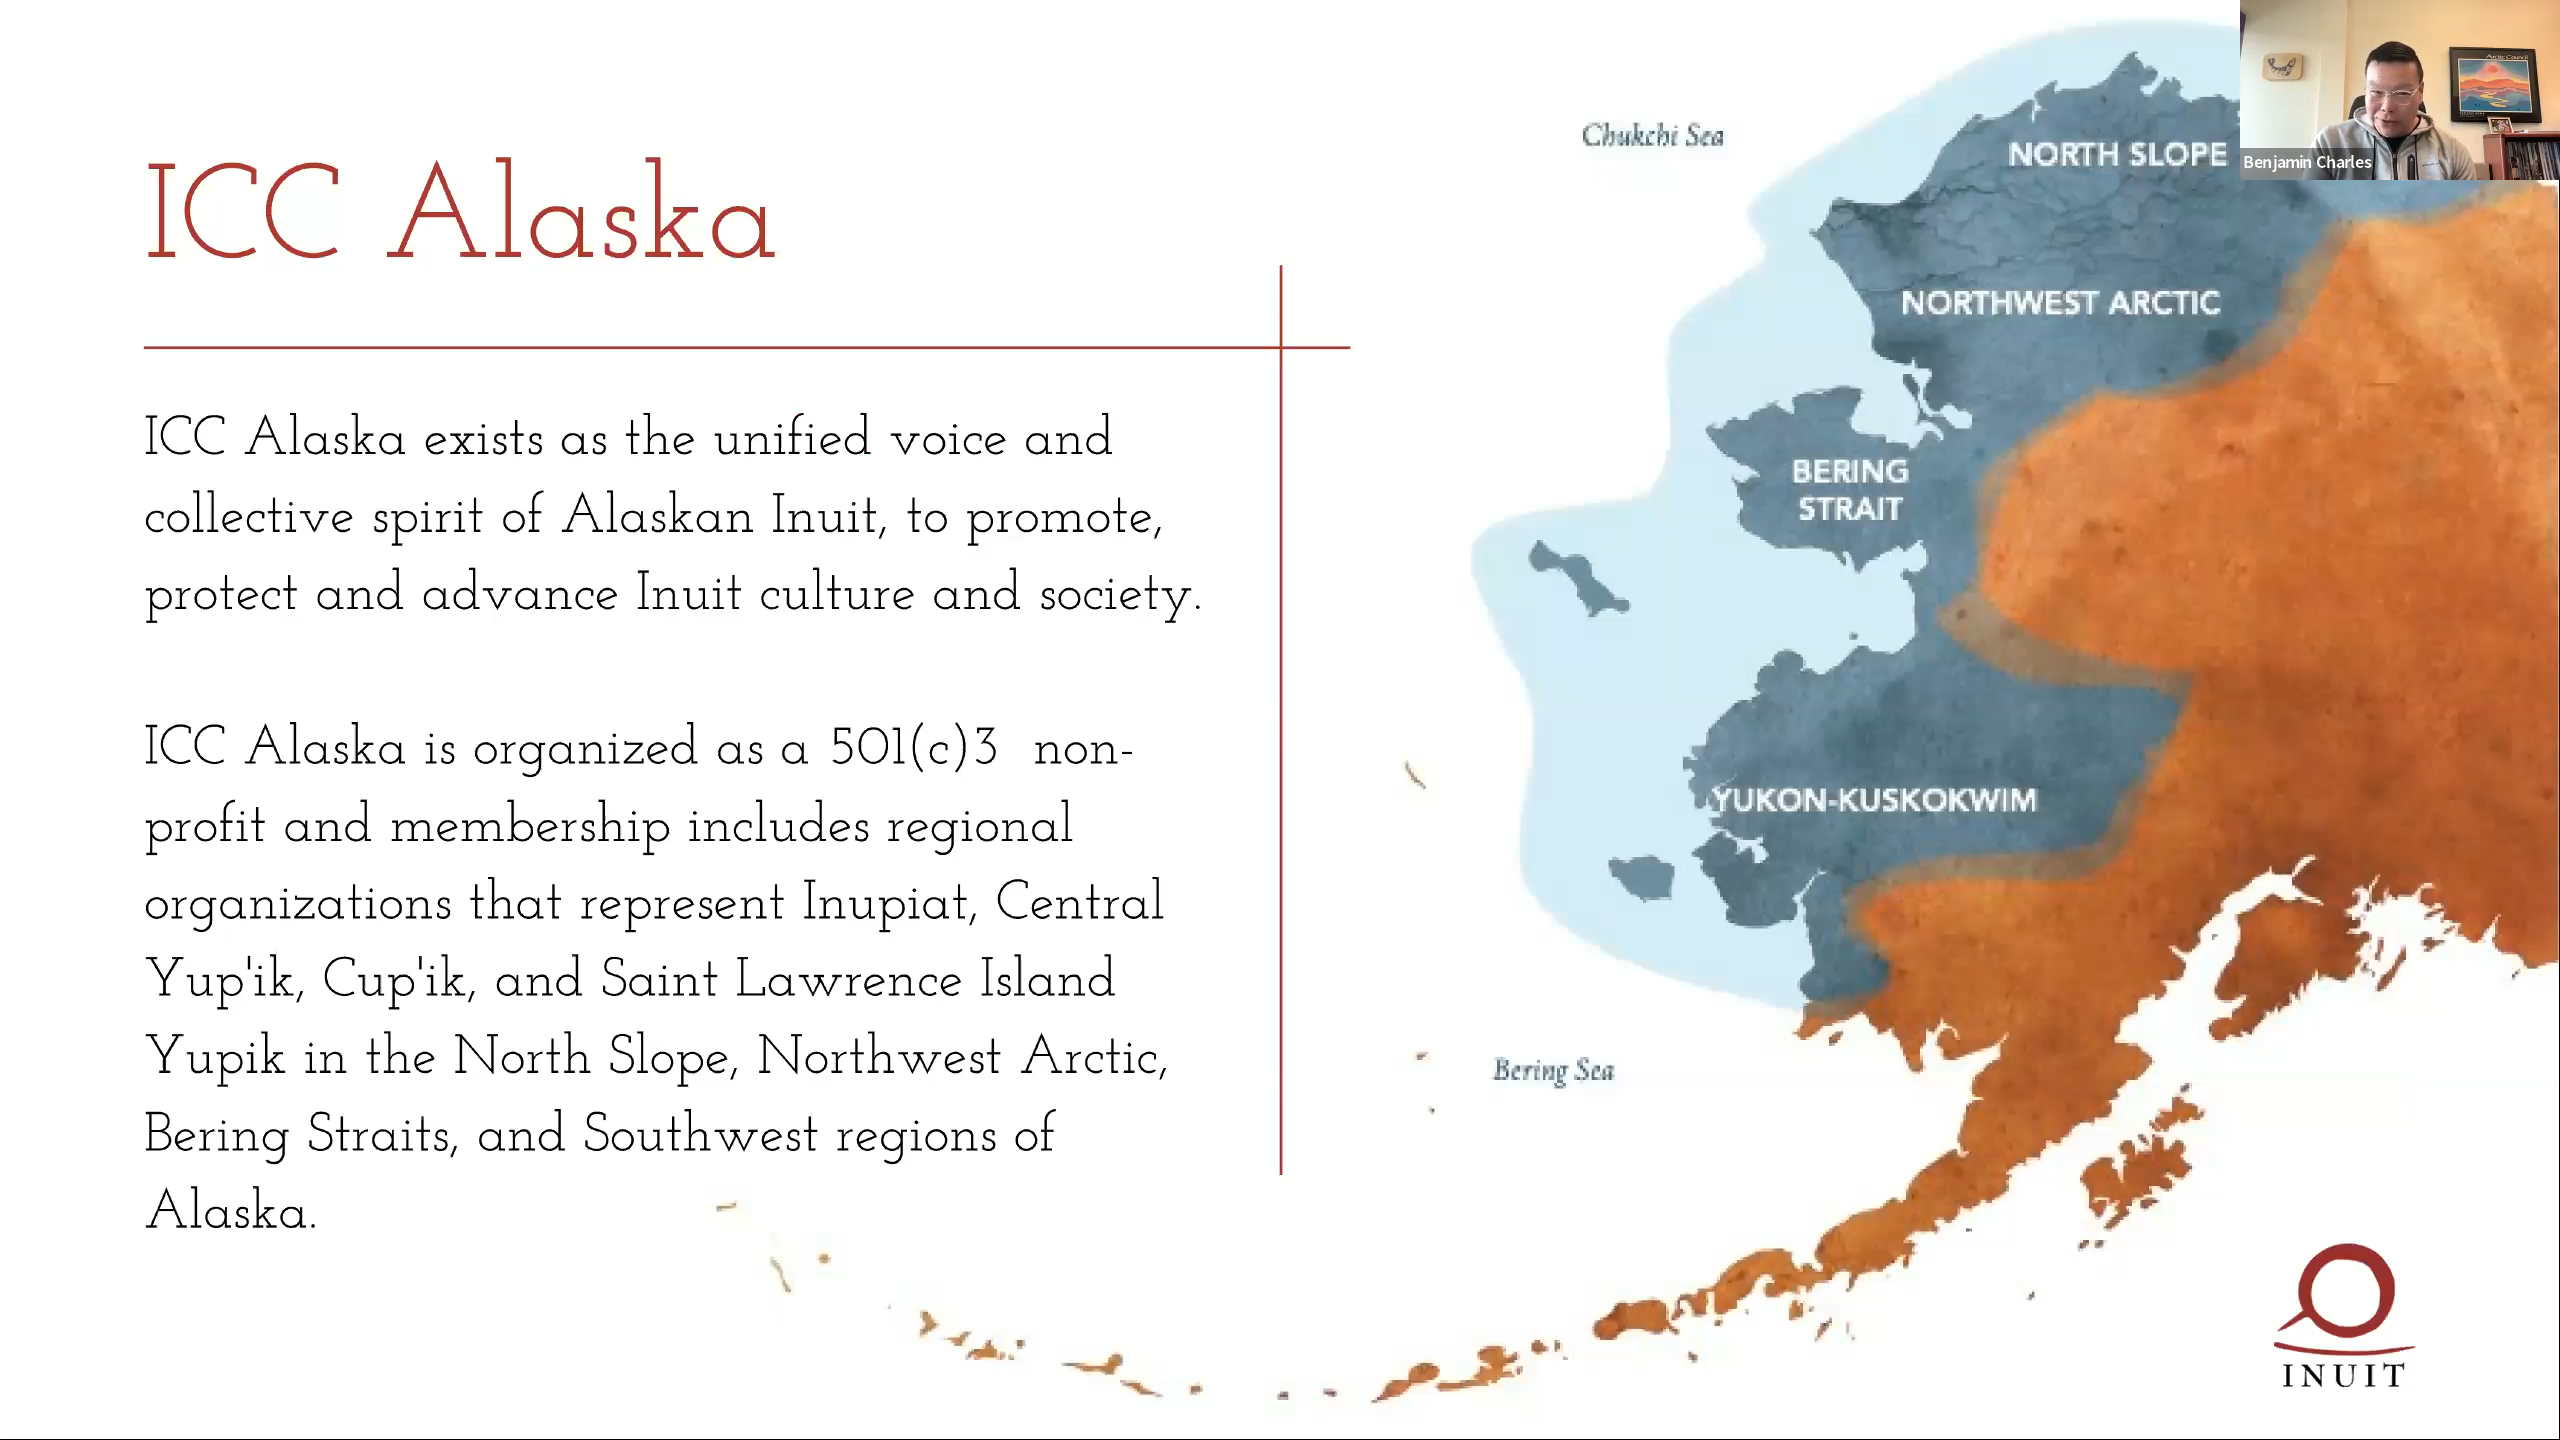 ICC Alaska
ICC Alaska exists as the unified voice and
collective spirit of Alaskan Inuit, to promote,
protect and advance Inuit culture and society.
ICC Alaska is organized as a 501(c)3  non-
profit and membership includes regional
organizations that represent Inupiat, Central
Yup'ik, Cup'ik, and Saint Lawrence Island
Yupik in the North Slope, Northwest Arctic,
Bering Straits, and Southwest regions of
Alaska.
Chukchi Sea
NORTH SLOPE
NORTHWEST ARCTIC
BERING
STRAIT
YUKON-KUSKOKWIM
Bering Sea
Arctic Council
Benjamin Charles
INUIT